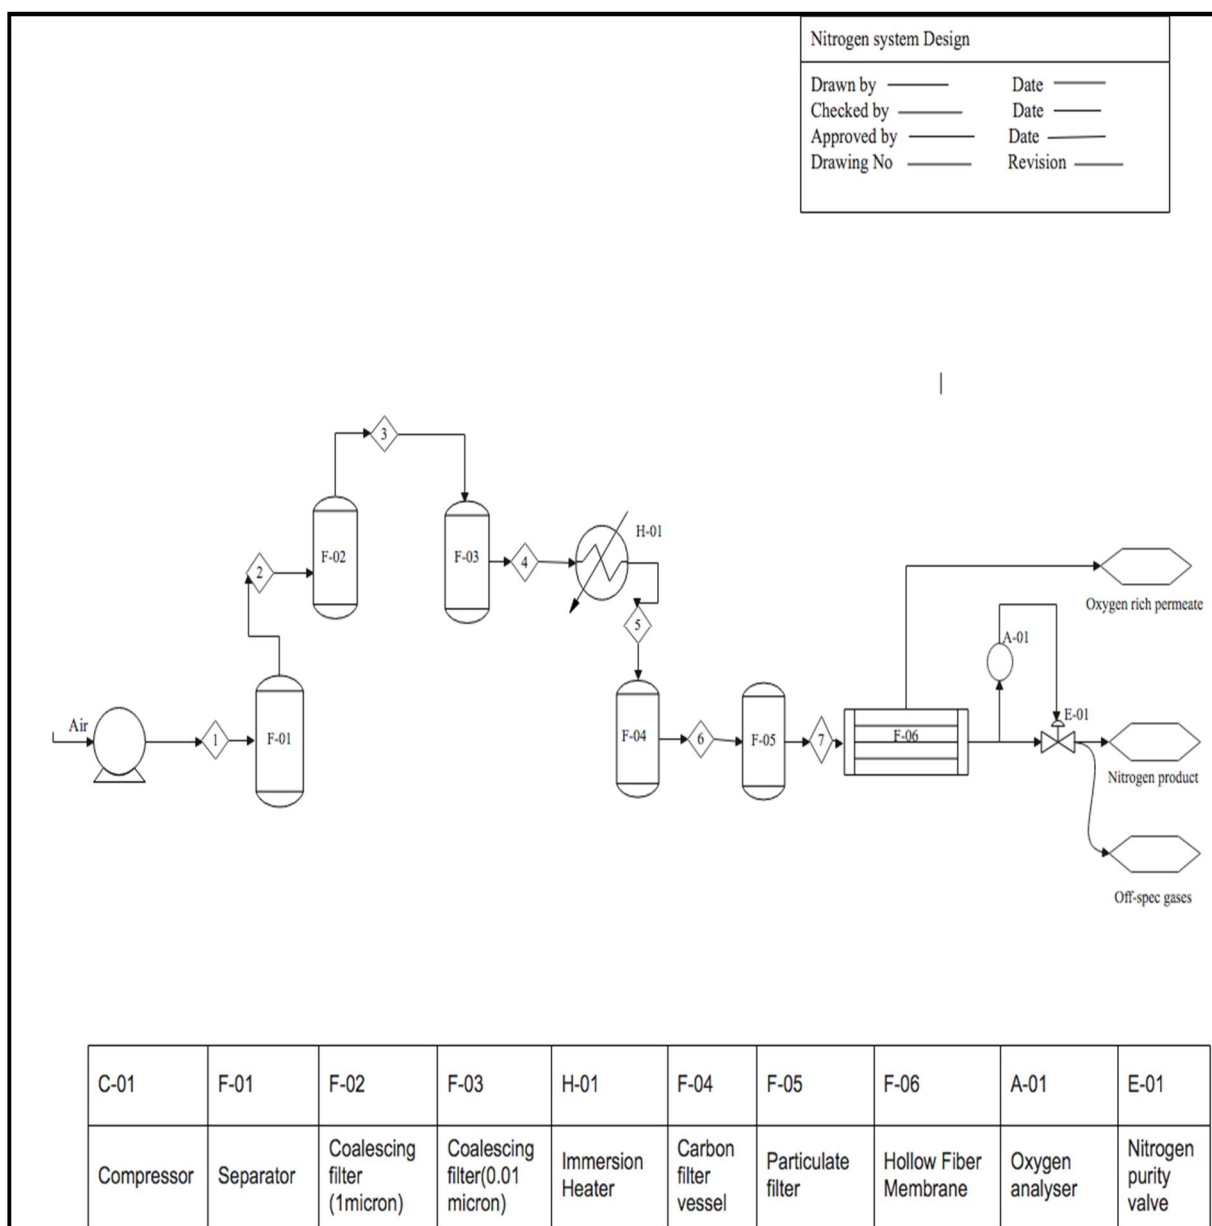 Nitrogen system Design
Drawn by Date
Checked by Date
Approved by Date
Drawing No Revision
3
F-02
F-03
4
H-01
2
5
Oxygen rich permeate
A-01
Air
1
F-01
F-04
6
F-05
7
F-06
E-01
Nitrogen product
Off-spec gases
C-01 F-01 F-02 F-03 H-01 F-04 F-05 F-06 A-01 E-01
Compressor
Separator
Coalescing
filter
(1micron)
Coalescing
filter(0.01
micron)
Immersion
Heater
Carbon
filter
vessel
Particulate
filter
Hollow Fiber
Membrane
Oxygen
analyser
Nitrogen
purity
valve